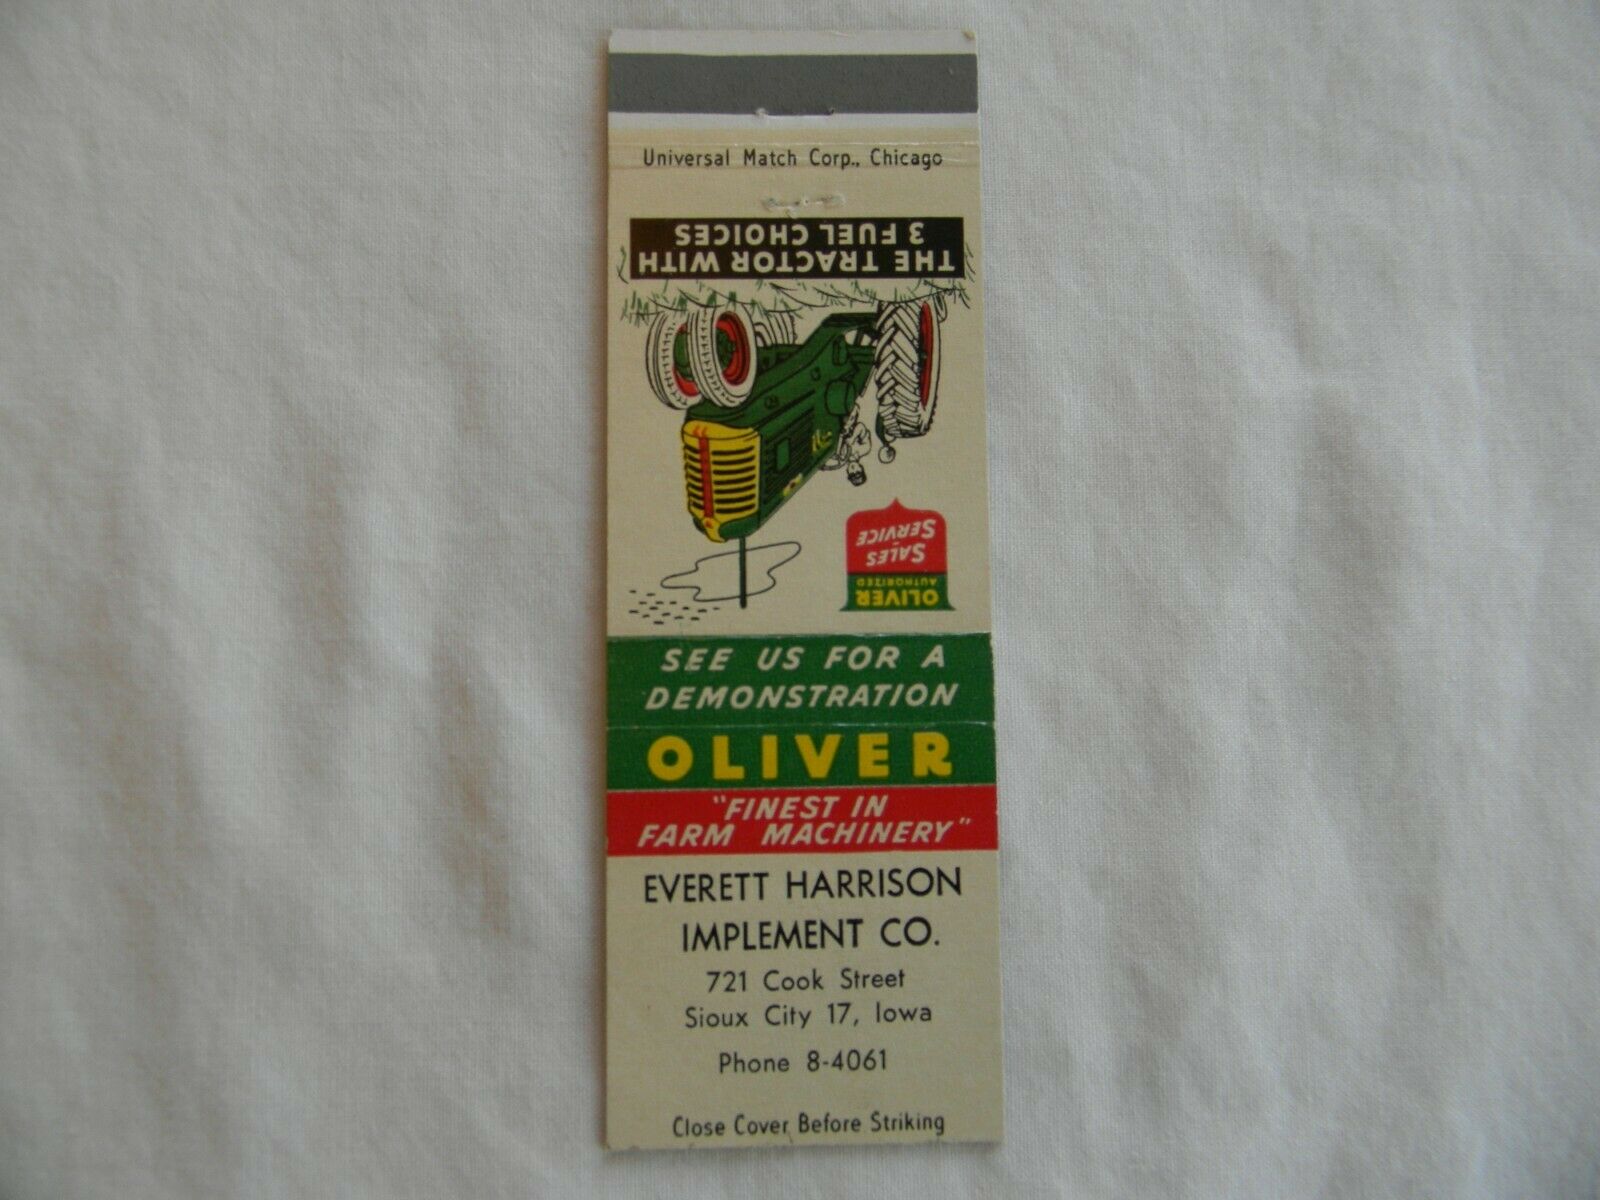 Universal Match Corp., Chicago
THE TRACTOR WITH
3 FUEL CHOICES
SALES
SERVICE
OLIVER
AUTHORIZED
SEE US FOR A
DEMONSTRATION
OLIVER
"FINEST IN
FARM MACHINERY"
EVERETT HARRISON
IMPLEMENT CO.
721 Cook Street
Sioux City 17, Iowa
Phone 8-4061
Close Cover Before Striking